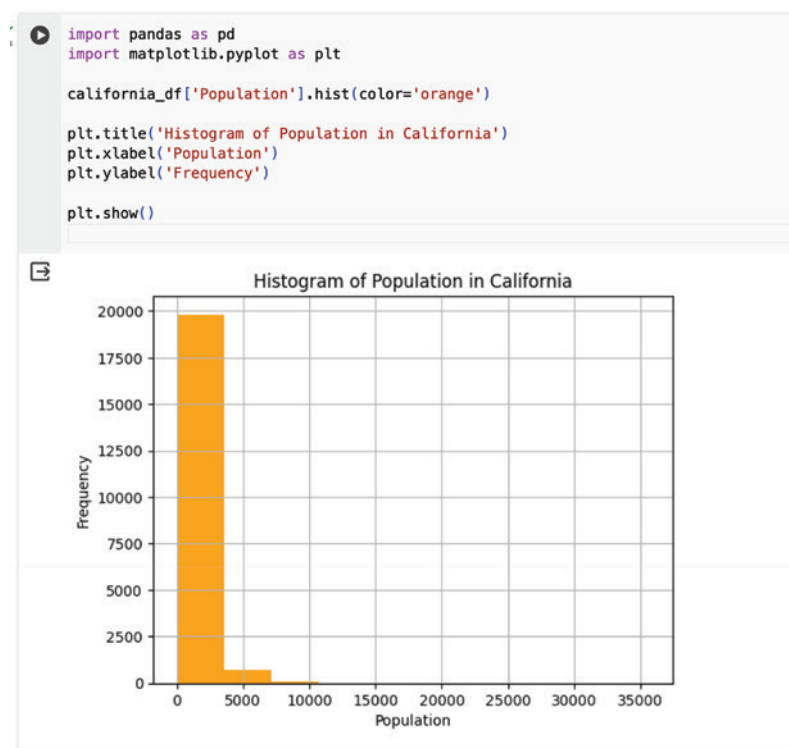 import pandas as pd
import matplotlib.pyplot as plt
california_df['Population'].hist(color='orange')
plt.title('Histogram of Population in California')
plt.xlabel('Population')
plt.ylabel('Frequency')
plt.show()
Histogram of Population in California
20000
17500
15000
12500
10000
7500
5000
2500
0
Frequency
0 5000 10000 15000 20000 25000 30000 35000
Population